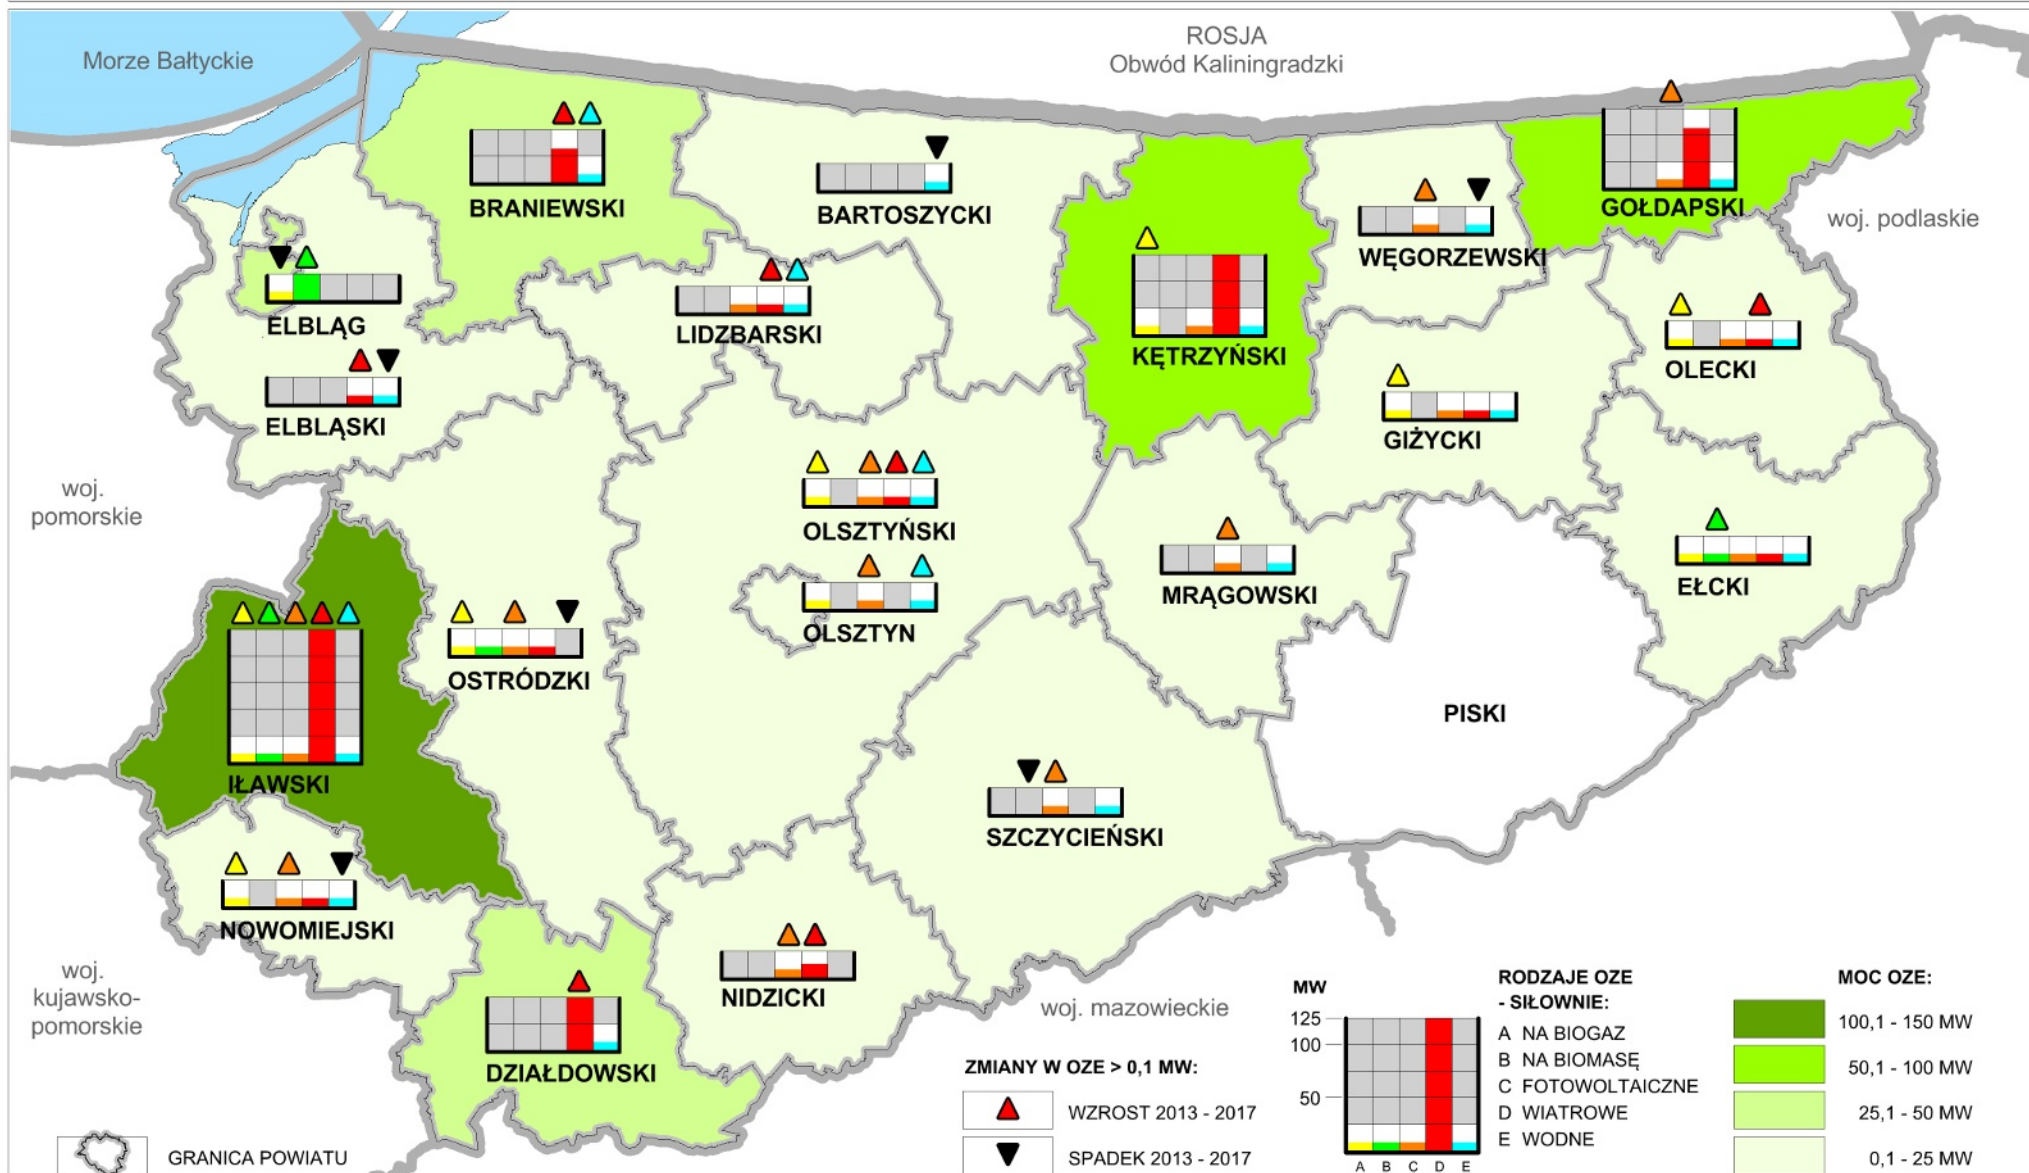 Morze Bałtyckie
ROSJA
Obwód Kaliningradzki
woj. podlaskie
BRANIEWSKI
BARTOSZYCKI
GOŁDAPSKI
WĘGORZEWSKI
ELBLĄG
LIDZBARSKI
KĘTRZYŃSKI
OLECKI
ELBLĄSKI
GIŻYCKI
woj.
pomorskie
OLSZTYŃSKI
MRĄGOWSKI
EŁCKI
OLSZTYN
OSTRÓDZKI
PISKI
IŁAWSKI
SZCZYCIEŃSKI
NOWOMIEJSKI
NIDZICKI
woj.
kujawsko-
pomorskie
woj. mazowieckie
DZIAŁDOWSKI
GRANICA POWIATU
ZMIANY W OZE > 0,1 MW:
WZROST 2013 - 2017
SPADEK 2013 - 2017
MW
125
100
50
A B C D E
RODZAJE OZE
- SIŁOWNIE:
A NA BIOGAZ
B NA BIOMASĘ
C FOTOWOLTAICZNE
D WIATROWE
E WODNE
MOC OZE:
100,1 - 150 MW
50,1 - 100 MW
25,1 - 50 MW
0,1 - 25 MW